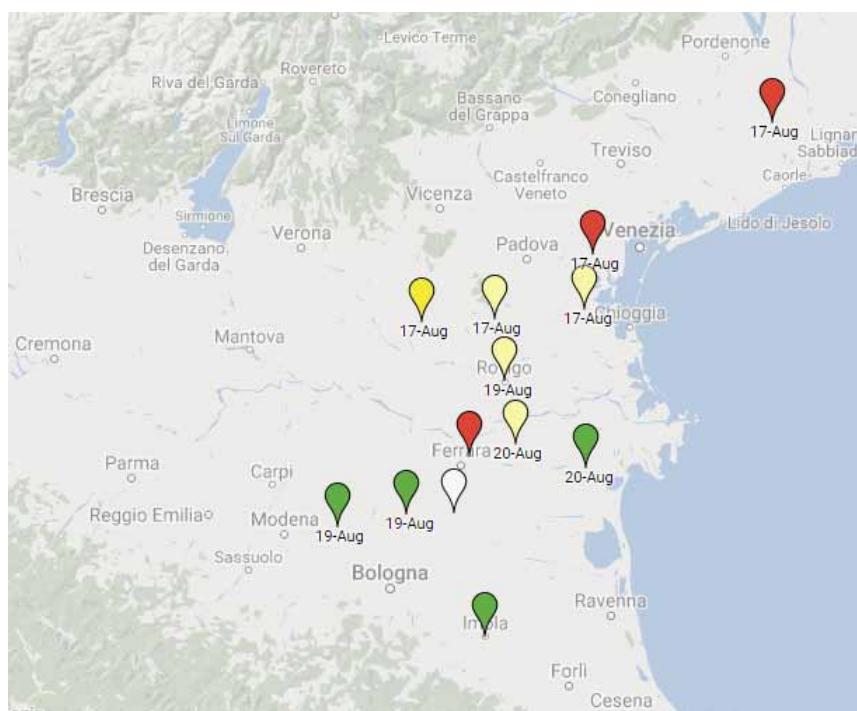 Levico Terme
Pordenone
Riva del Garda
Rovereto
Conegliano
Bassano
del Grappa
Limone
Sul Garda
17-Aug
Lignan
Sabbiad
Treviso
Castelfranco
Veneto
Caorle
Brescia
Vicenza
Sirmione
Lido di Jesolo
Verona
Venezia
Desenzano
del Garda
Padova
17-Aug
17-Aug
17-Aug
17-Aug
Chioggia
Mantova
Cremona
Rovigo
19-Aug
20-Aug
Ferrara
Parma
Carpi
20-Aug
Reggio Emilia
Modena
19-Aug
19-Aug
Sassuolo
Bologna
Ravenna
Imola
Forlì
Cesena